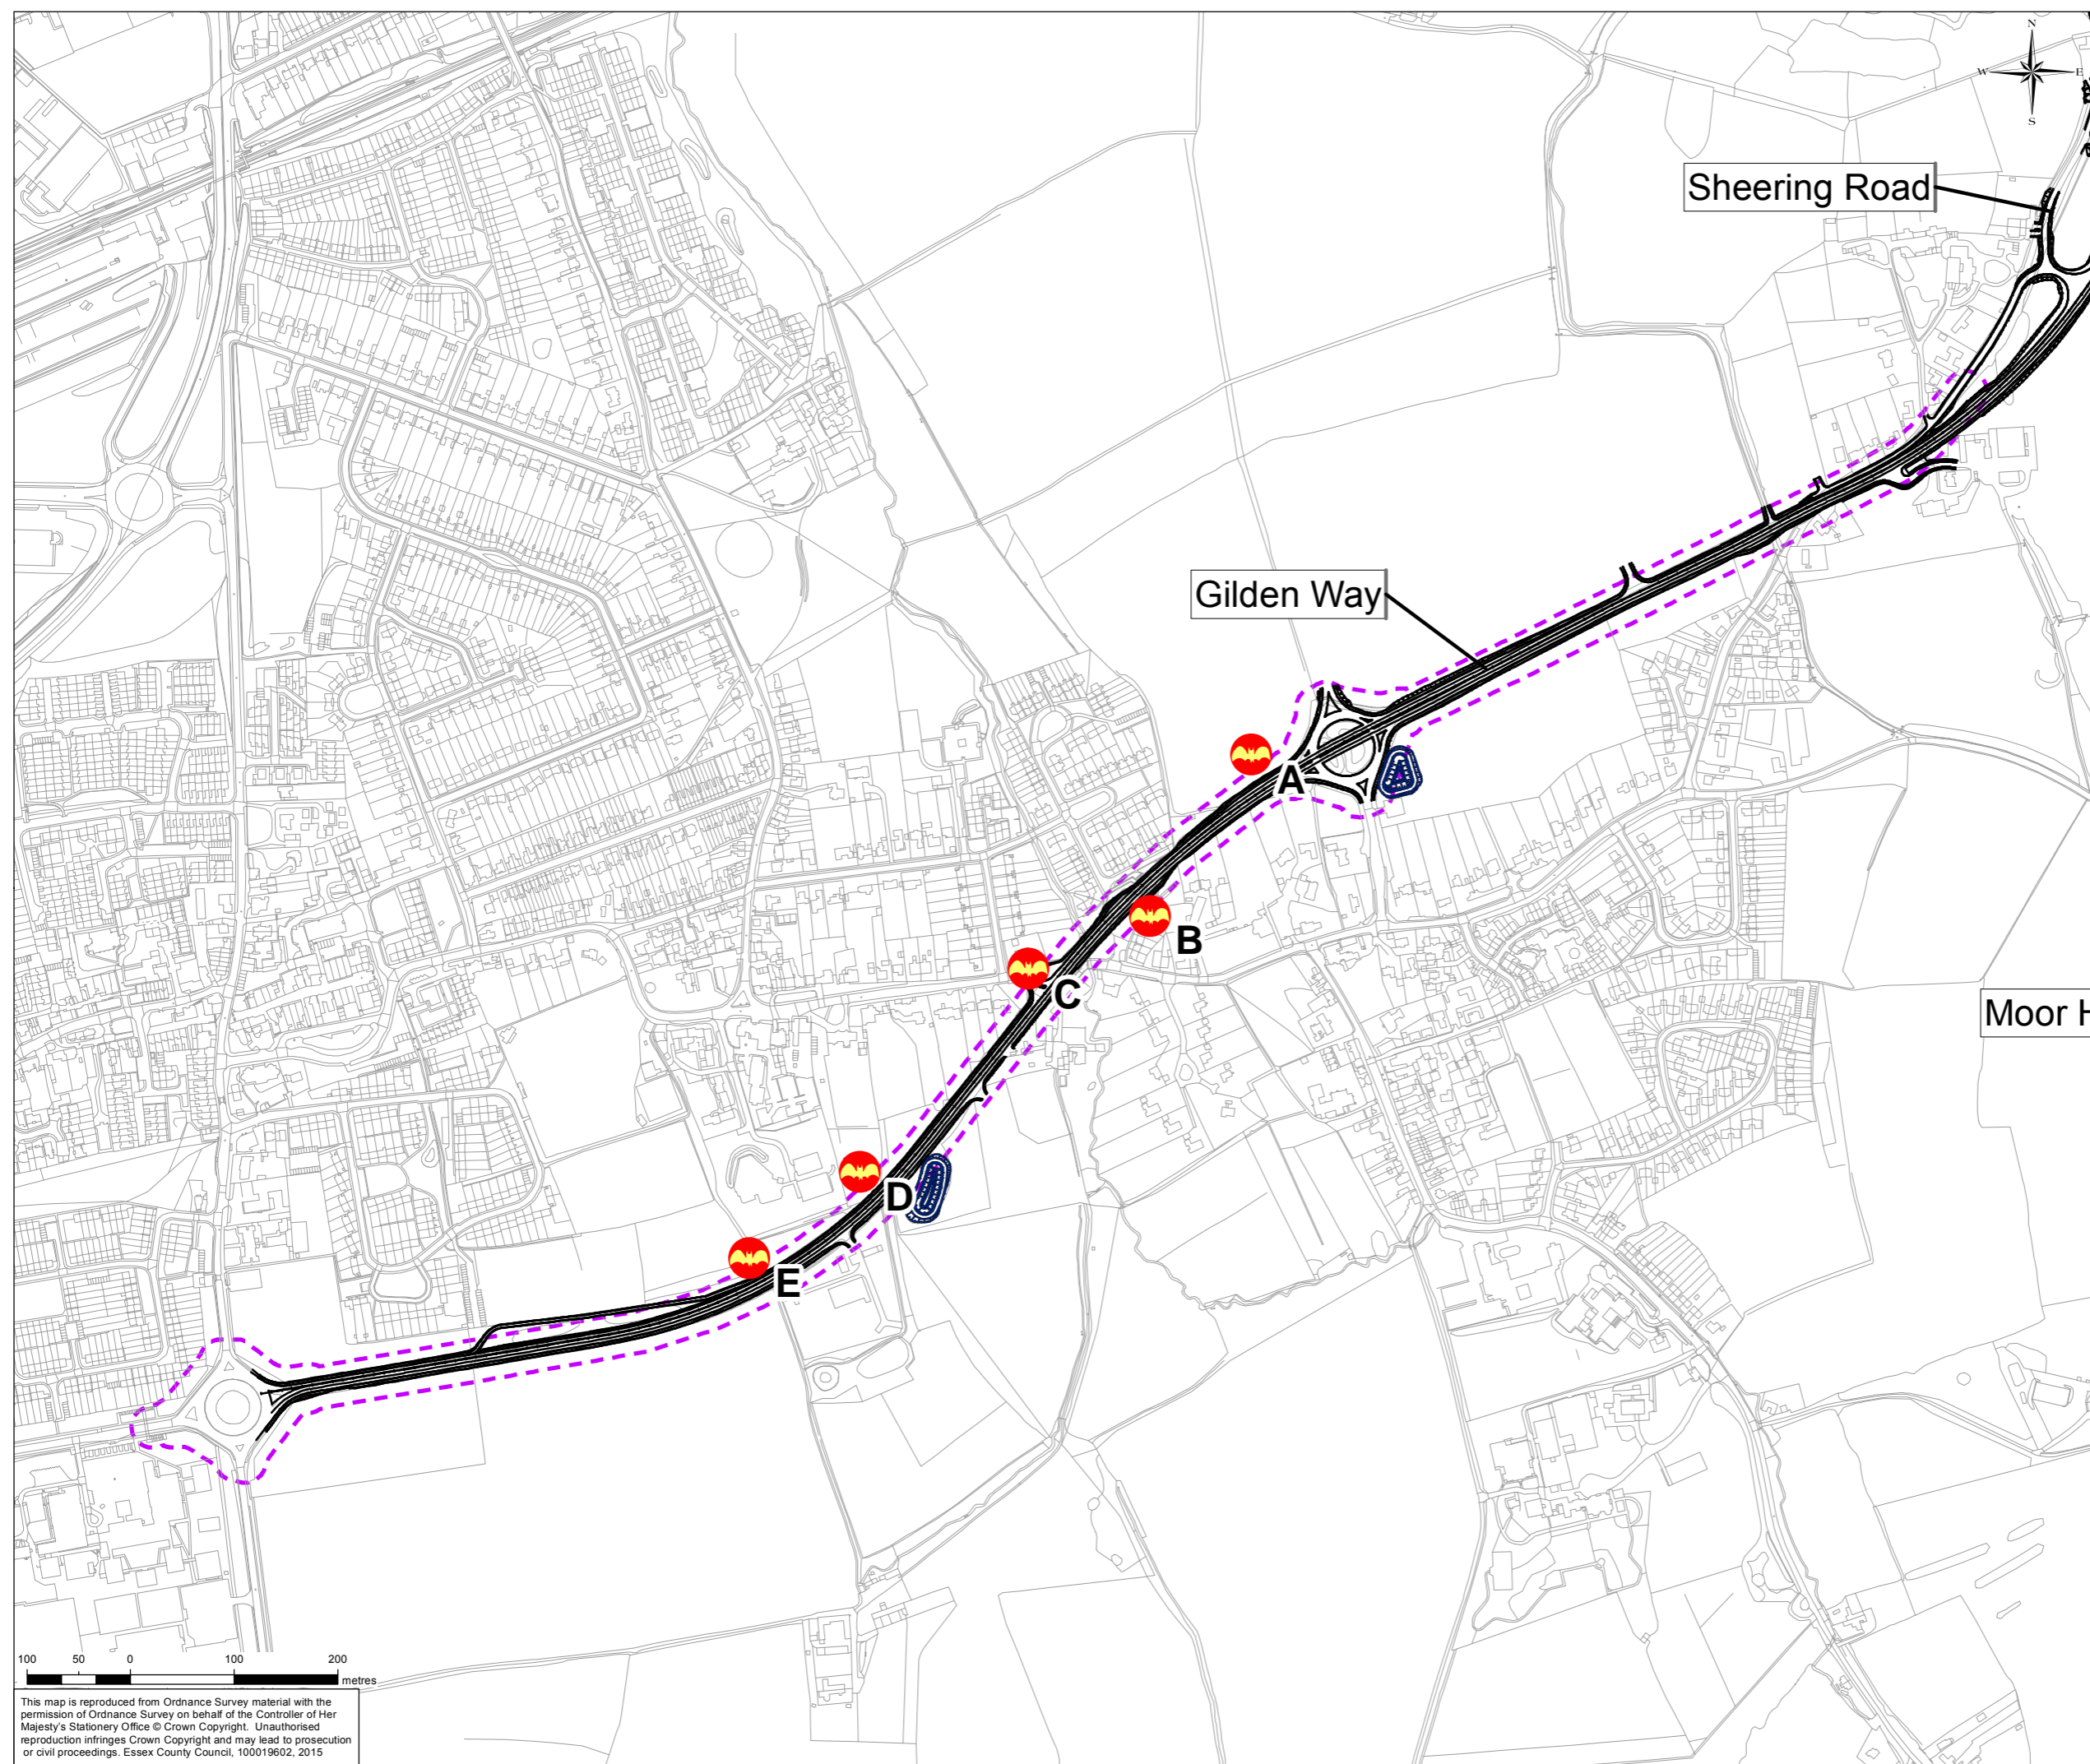 N
W
E
S
Sheering Road
Gilden Way
A
B
C
Moor H
D
E
100 50 0 100 200
metres
This map is reproduced from Ordnance Survey material with the
permission of Ordnance Survey on behalf of the Controller of Her
Majesty's Stationery Office © Crown Copyright. Unauthorised
reproduction infringes Crown Copyright and may lead to prosecution
or civil proceedings. Essex County Council, 100019602, 2015